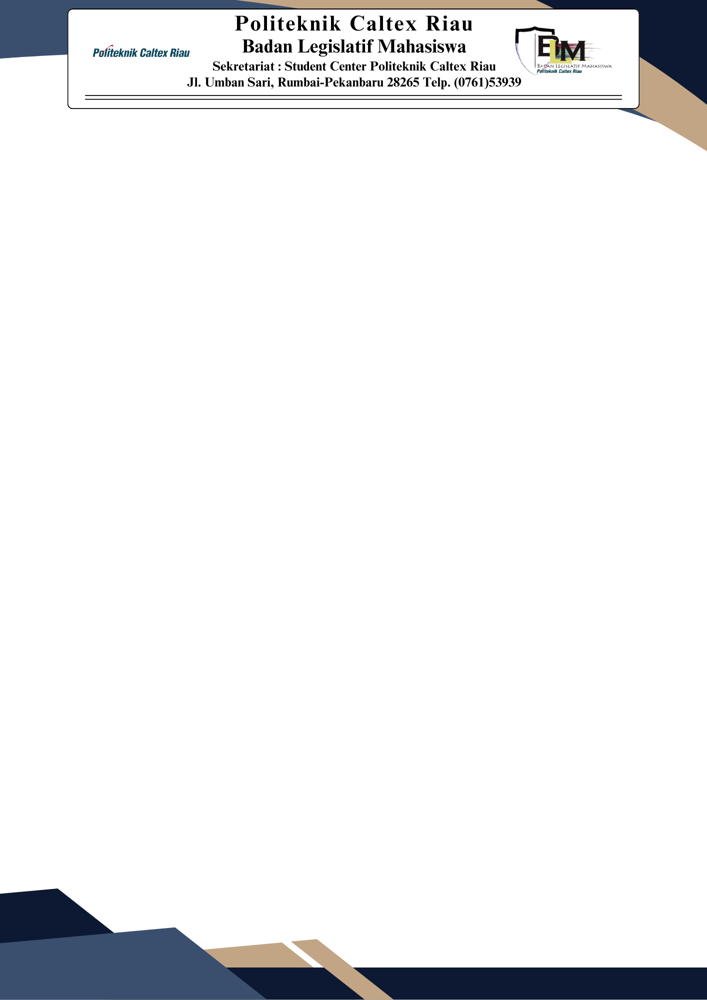 Politeknik Caltex Riau
Badan Legislatif Mahasiswa
Sekretariat : Student Center Politeknik Caltex Riau
Jl. Umban Sari, Rumbai-Pekanbaru 28265 Telp. (0761)53939
Politeknik Caltex Riau
BLM
BADAN LEGISLATIF MAHASISWA
Politeknik Caltex Riau